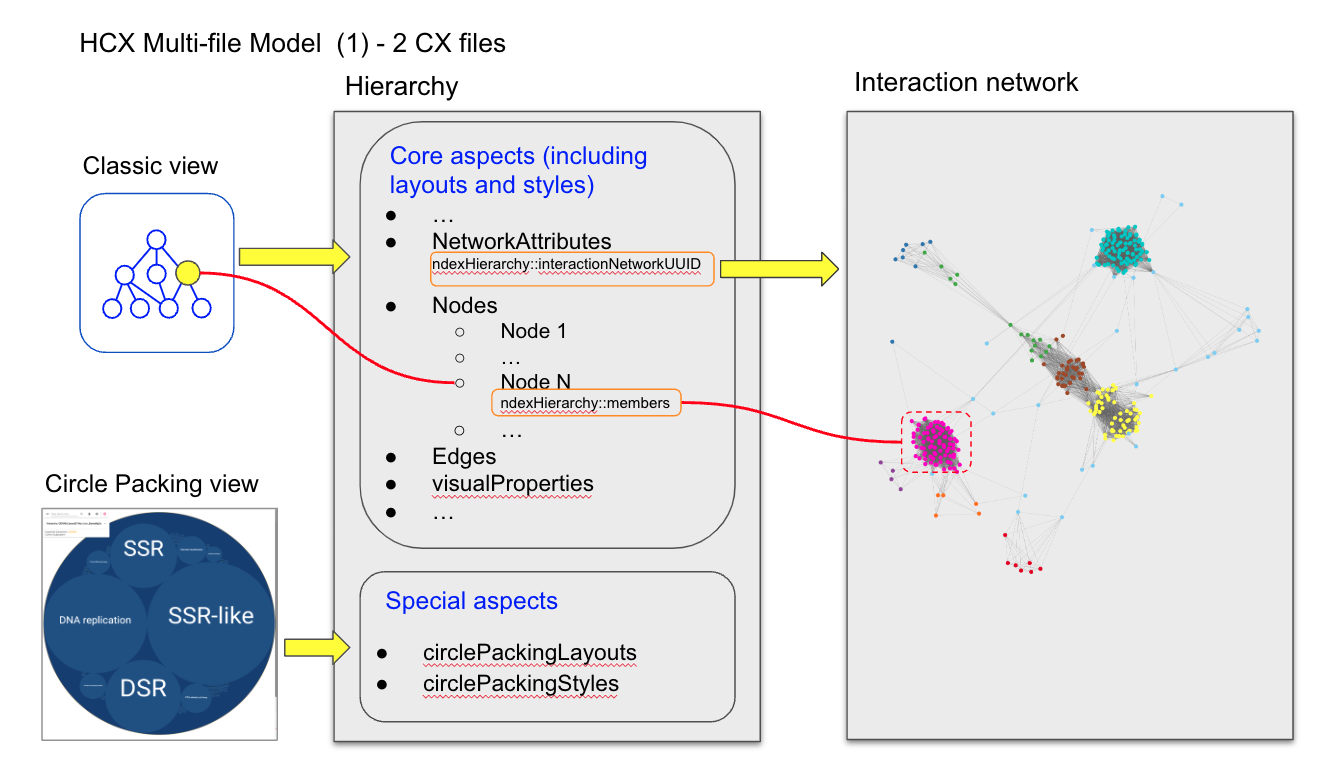 HCX Multi-file Model (1) - 2 CX files
Hierarchy
Interaction network
Classic view
Core aspects (including
layouts and styles)
● …
● NetworkAttributes
ndexHierarchy::interactionNetworkUUID
● Nodes
○ Node 1
○ …
○ Node N
ndexHierarchy::members
○ …
● Edges
● visualProperties
● …
Circle Packing view
SSR
DNA replication
SSR-like
DSR
Special aspects
● circlePackingLayouts
● circlePackingStyles